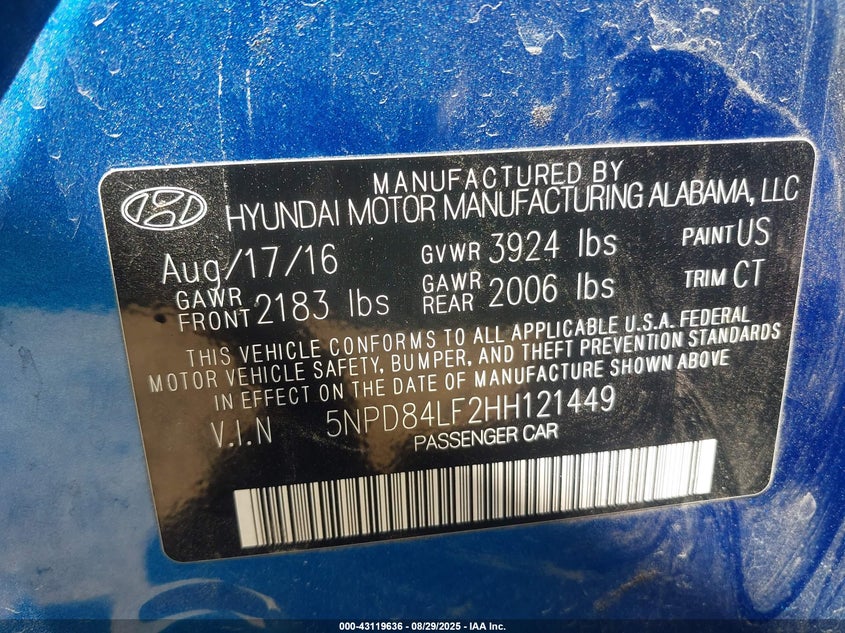 MANUFACTURED BY
HYUNDAI MOTOR MANUFACTURING ALABAMA, LLC
Aug/17/16 GVWR 3924 lbs PAINT US
GAWR FRONT 2183 lbs GAWR REAR 2006 lbs TRIM CT
THIS VEHICLE CONFORMS TO ALL APPLICABLE U.S.A. FEDERAL
MOTOR VEHICLE SAFETY, BUMPER, AND THEFT PREVENTION STANDARDS
IN EFFECT ON THE DATE OF MANUFACTURE SHOWN ABOVE
V.I.N 5NPD84LF2HH121449
PASSENGER CAR
000-43119636 - 08/29/2025 - IAA Inc.